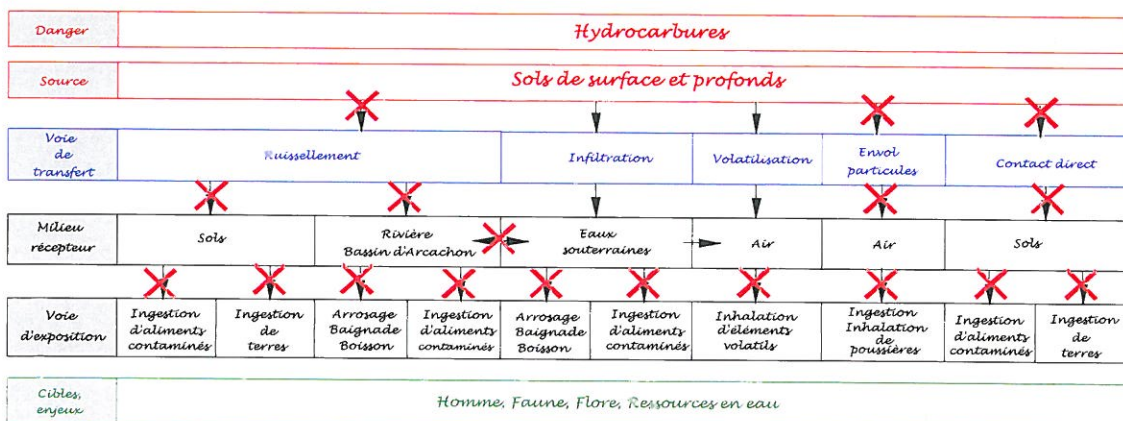 Danger
Hydrocarbures
Source
Sols de surface et profonds
Voie
de
transfert
Ruissellement
Infiltration
Volatilisation
Envol
particules
Contact direct
Milieu
récepteur
Sols
Rivière
Bassin d'Arcachon
Eaux
souterraines
Air
Air
Sols
Voie
d'exposition
Ingestion
d'aliments
contaminés
Ingestion
de
terres
Arrosage
Baignade
Boisson
Ingestion
d'aliments
contaminés
Arrosage
Baignade
Boisson
Ingestion
d'aliments
contaminés
Inhalation
d'éléments
volatils
Ingestion
Inhalation
de
poussières
Ingestion
d'aliments
contaminés
Ingestion
de
terres
Cibles,
enjeux
Homme, Faune, Flore, Ressources en eau